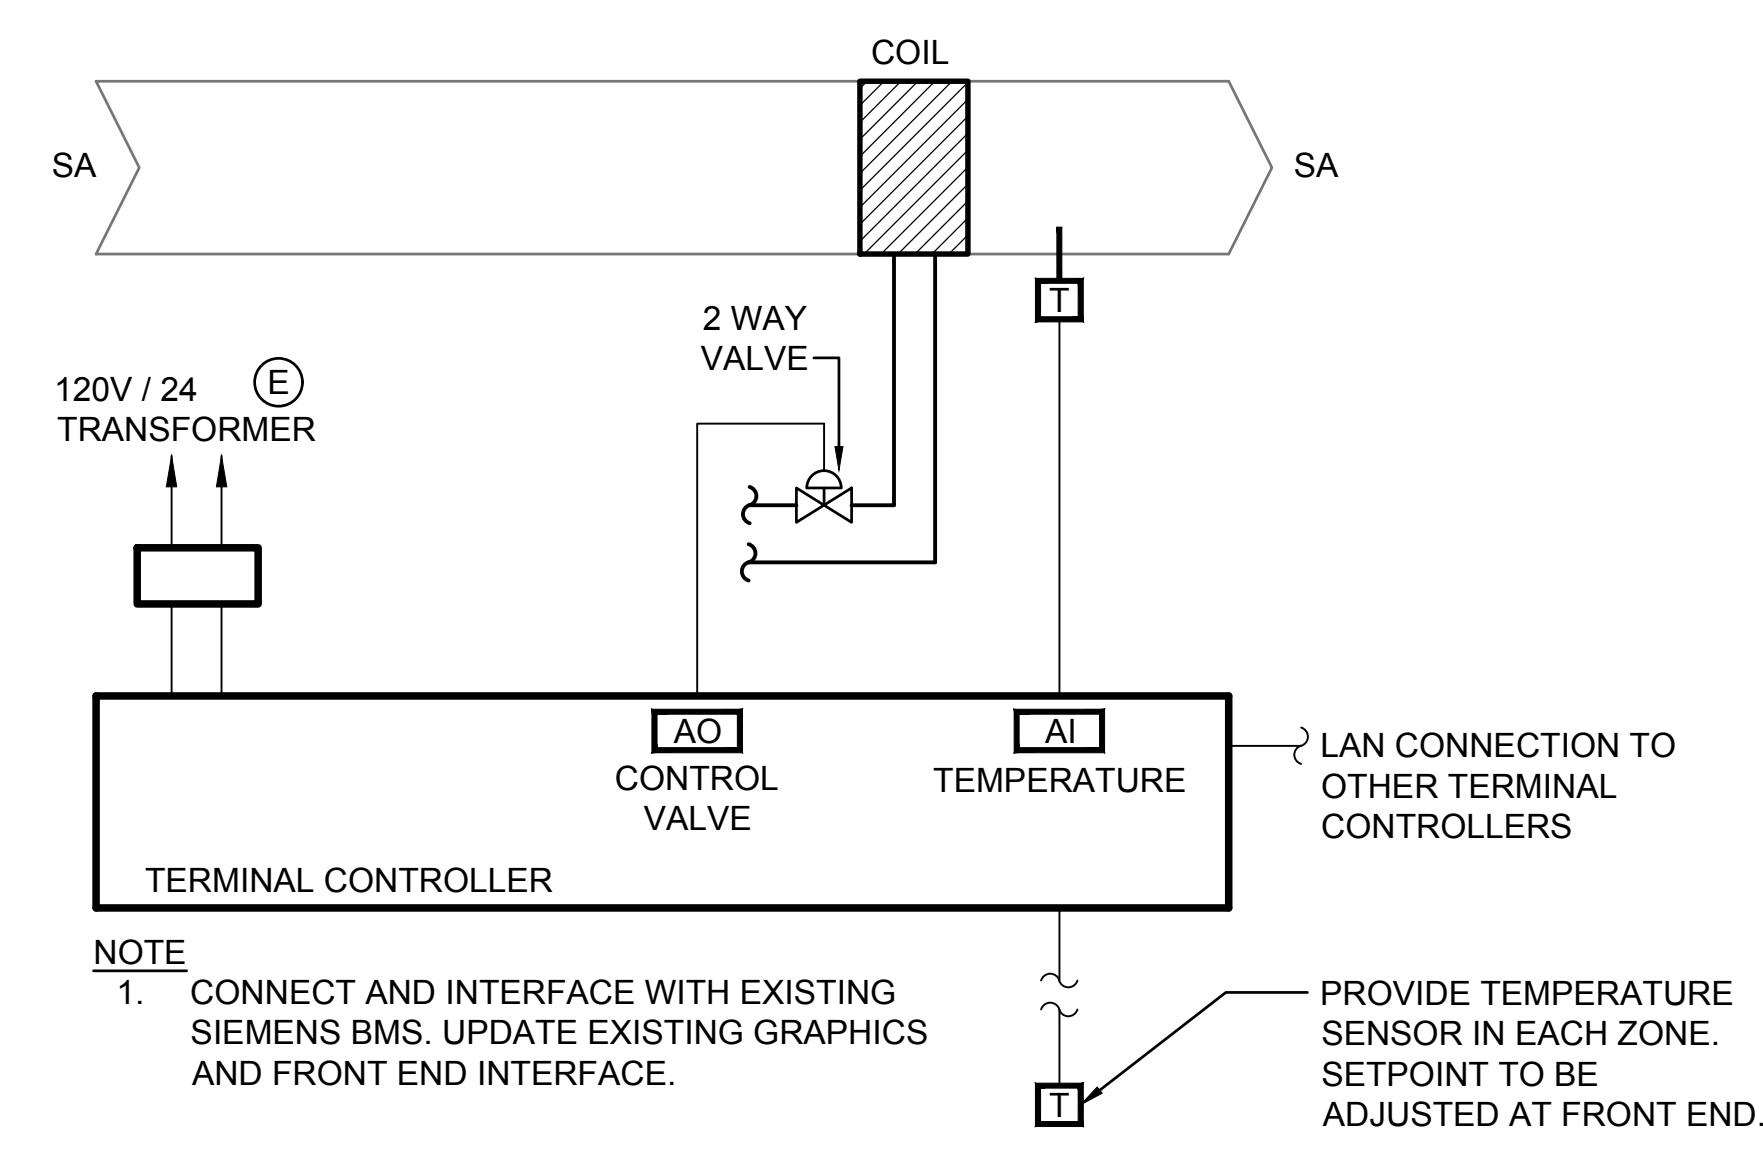 COIL
SA
SA
T
2 WAY
VALVE
120V / 24
E
TRANSFORMER
AO
AI
CONTROL
VALVE
TEMPERATURE
LAN CONNECTION TO
OTHER TERMINAL
CONTROLLERS
TERMINAL CONTROLLER
NOTE
1. CONNECT AND INTERFACE WITH EXISTING
SIEMENS BMS. UPDATE EXISTING GRAPHICS
AND FRONT END INTERFACE.
PROVIDE TEMPERATURE
SENSOR IN EACH ZONE.
SETPOINT TO BE
ADJUSTED AT FRONT END.
T